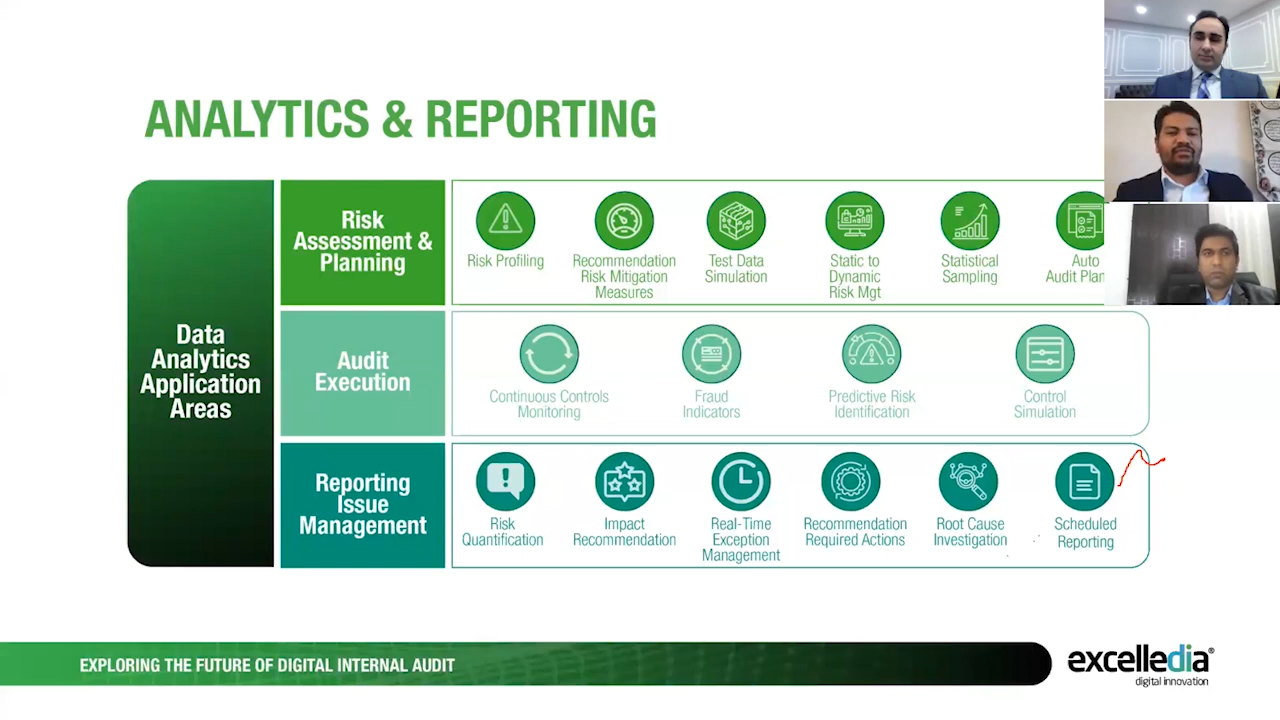 ANALYTICS & REPORTING
Data
Analytics
Application
Areas
Risk
Assessment &
Planning
Risk Profiling
Recommendation
Risk Mitigation
Measures
Test Data
Simulation
Static to
Dynamic
Risk Mgt
Statistical
Sampling
Auto
Audit
Audit
Execution
Continuous Controls
Monitoring
Fraud
Indicators
Predictive Risk
Identification
Control
Simulation
Reporting
Issue
Management
Risk
Quantification
Impact
Recommendation
Real-Time
Exception
Management
Recommendation
Required Actions
Root Cause
Investigation
Scheduled
Reporting
EXPLORING THE FUTURE OF DIGITAL INTERNAL AUDIT
excelledia®
digital innovation